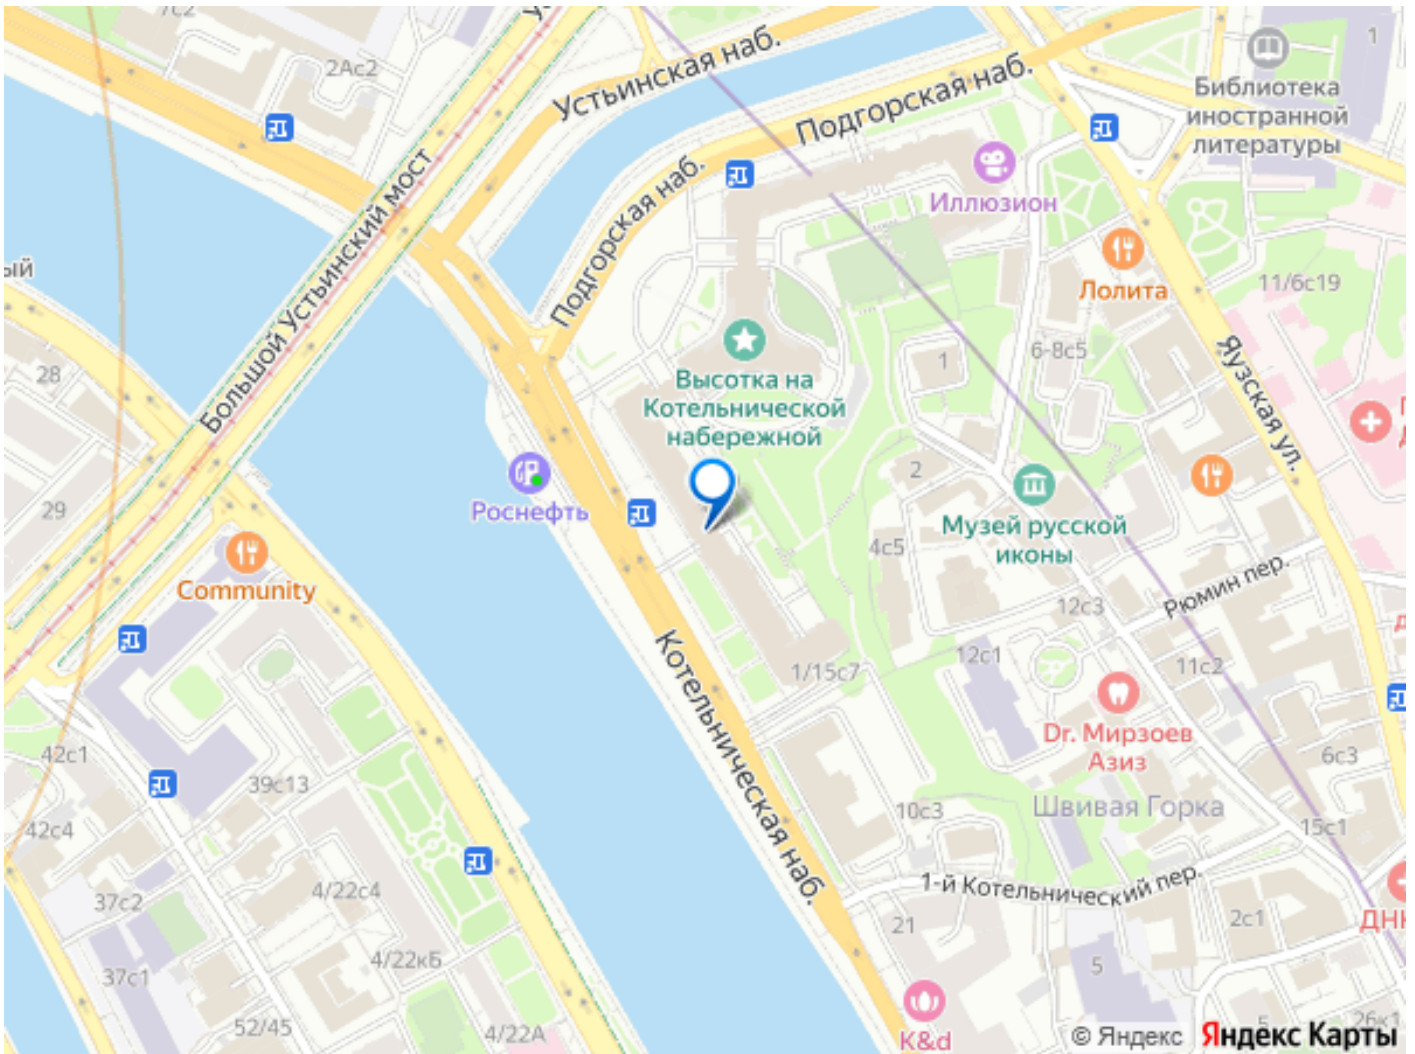 7с2
2Ас2
Устьинская наб.
Подгорская наб.
1
Библиотека
иностранной
литературы
Подгорская наб.
Иллюзион
Большой Устьинский мост
ый
Лолита
11/6с19
28
Высотка на
Котельнической
набережной
1
6-8с5
Яузская ул.
29
Роснефть
2
Музей русской
иконы
4с5
Community
Рюмин пер.
12с3
Котельническая наб.
1/15с7
12с1
11с2
Dr. Мирзоев
Азиз
42с1
39с13
6с3
Швивая Горка
10с3
42с4
15с1
1-й Котельнический пер.
4/22с4
37с2
21
2с1
ДНК
4/22кБ
37с1
5
52/45
4/22А
K&d
5
26к1
© Яндекс Яндекс Карты